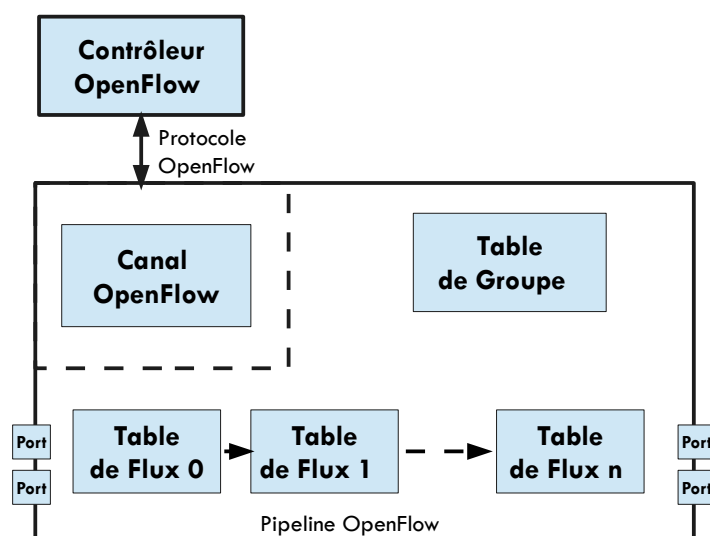 Contrôleur
OpenFlow
Protocole
OpenFlow
Canal
OpenFlow
Table
de Groupe
Port
Port
Table
de Flux 0
Table
de Flux 1
Table
de Flux n
Port
Port
Pipeline OpenFlow